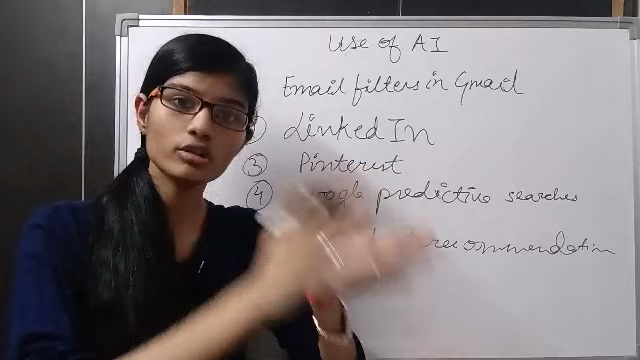 Use of AI
Email filters in Gmail
LinkedIn
③ Pinterest
④ predictive searches
recommendation